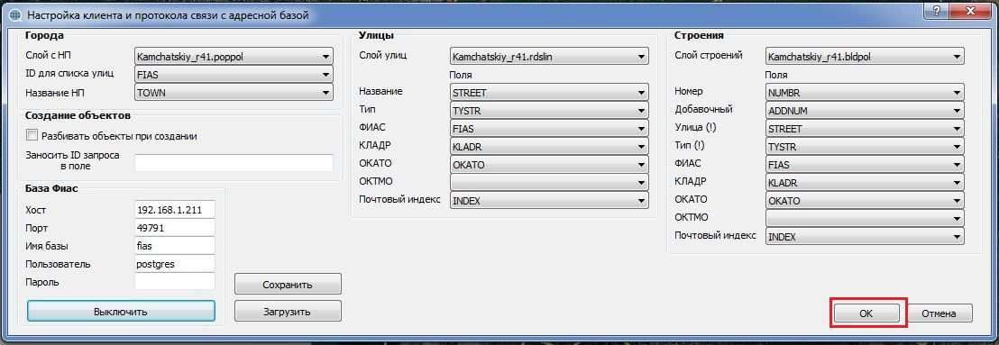 Настройка клиента и протокола связи с адресной базой
Города
Слой с НП Kamchatskiy_r41.poppol
ID для списка улиц FIAS
Название НП TOWN
Создание объектов
Разбивать объекты при создании
Заносить ID запроса
в поле
База Фиас
Хост 192.168.1.211
Порт 49791
Имя базы fias
Пользователь postgres
Пароль
Выключить
Сохранить
Загрузить
Улицы
Слой улиц Kamchatskiy_r41.rdslin
Поля
Название STREET
Тип TYSTR
ФИАС FIAS
КЛАДР KLADR
ОКАТО OKATO
ОКТМО
Почтовый индекс INDEX
Строения
Слой строений Kamchatskiy_r41.bldpol
Поля
Номер NUMBR
Добавочный ADDNUM
Улица (!) STREET
Тип (!) TYSTR
ФИАС FIAS
КЛАДР KLADR
ОКАТО OKATO
ОКТМО
Почтовый индекс INDEX
OK
Отмена